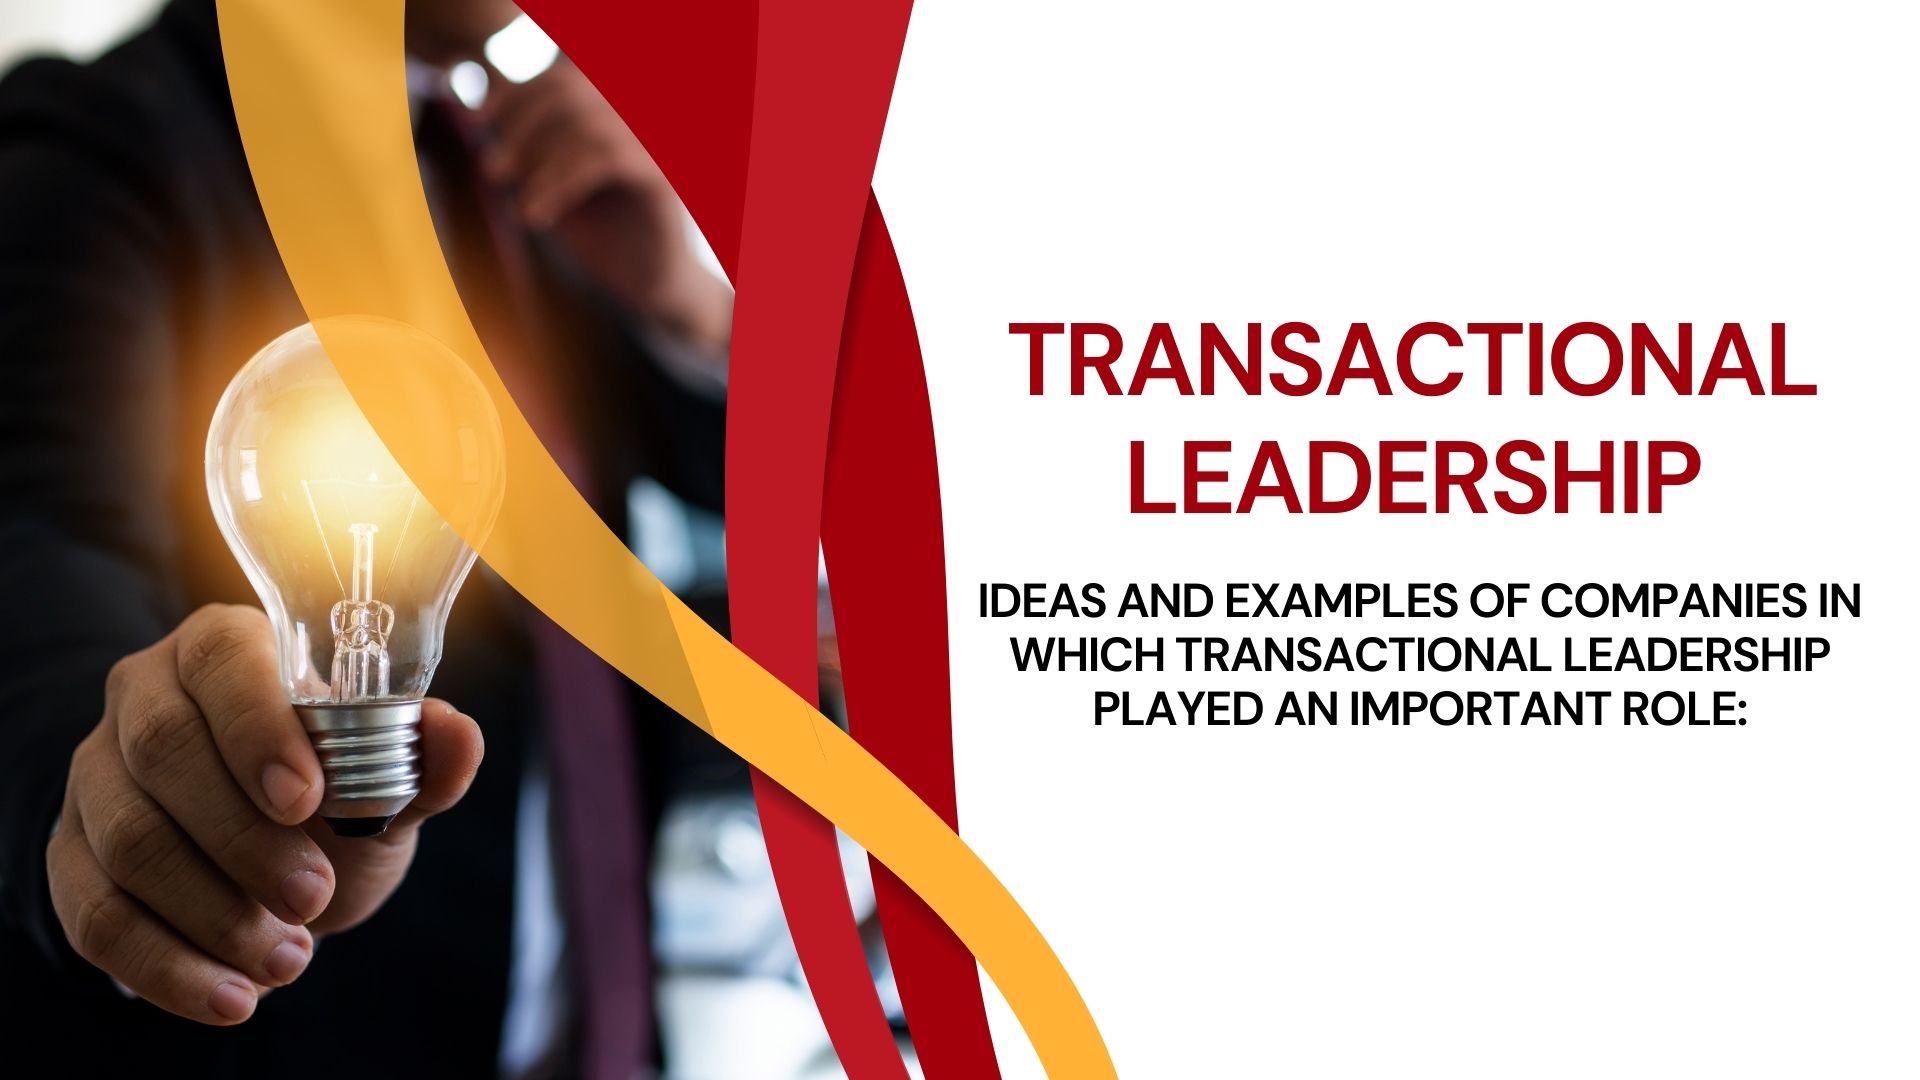 TRANSACTIONAL
LEADERSHIP
IDEAS AND EXAMPLES OF COMPANIES IN
WHICH TRANSACTIONAL LEADERSHIP
PLAYED AN IMPORTANT ROLE: